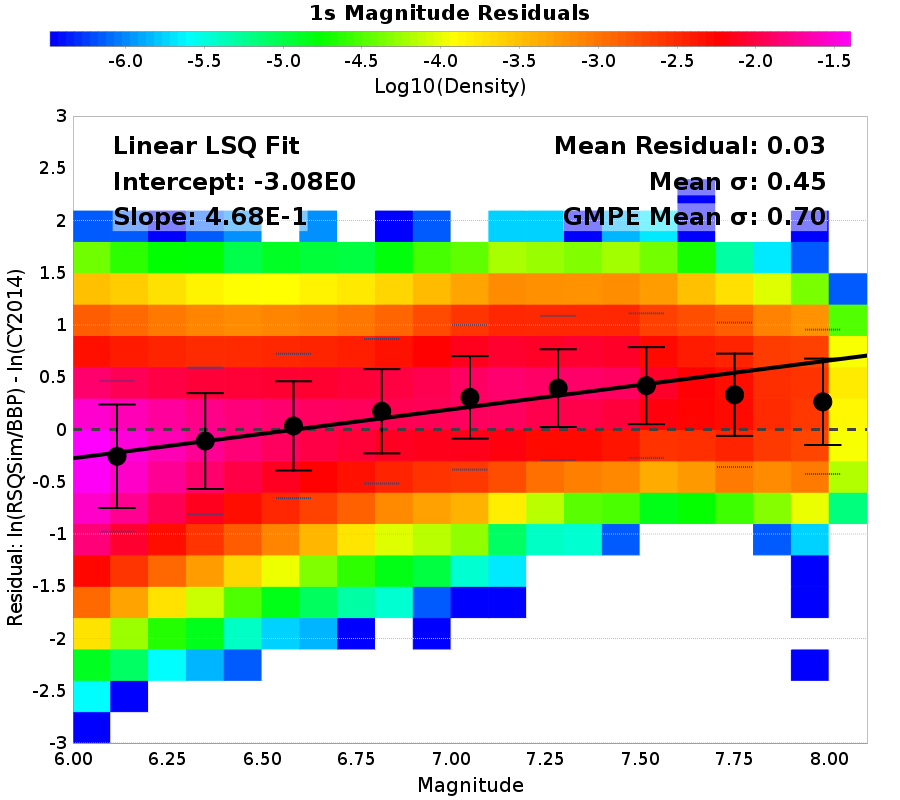 1s Magnitude Residuals
-6.0 -5.5 -5.0 -4.5 -4.0 -3.5 -3.0 -2.5 -2.0 -1.5
Log10(Density)
Linear LSQ Fit
Intercept: -3.08E0
Slope: 4.68E-1
Mean Residual: 0.03
Mean σ: 0.45
GMPE Mean σ: 0.70
Residual: ln(RSQSim/BBP) - ln(CY2014)
3
2.5
2
1.5
1
0.5
0
-0.5
-1
-1.5
-2
-2.5
-3
6.00 6.25 6.50 6.75 7.00 7.25 7.50 7.75 8.00
Magnitude